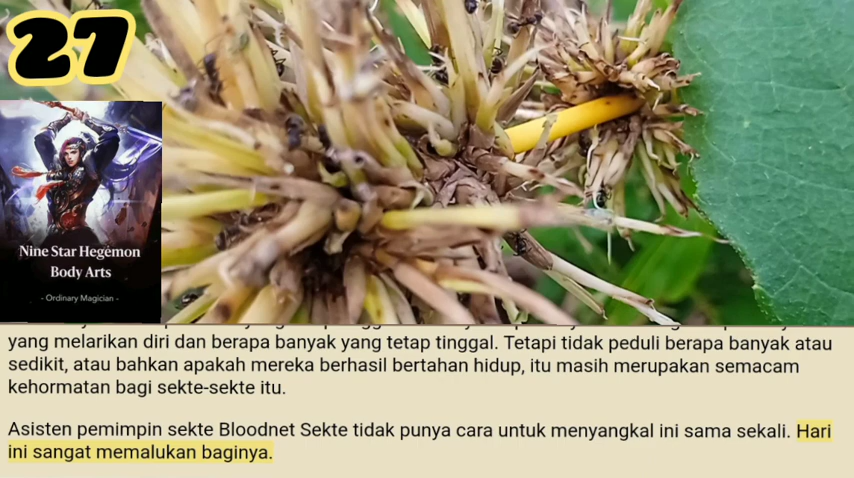 27
Nine Star Hegemon
Body Arts
- Ordinary Magician -
yang melarikan diri dan berapa banyak yang tetap tinggal. Tetapi tidak peduli berapa banyak atau
sedikit, atau bahkan apakah mereka berhasil bertahan hidup, itu masih merupakan semacam
kehormatan bagi sekte-sekte itu.
Asisten pemimpin sekte Bloodnet Sekte tidak punya cara untuk menyangkal ini sama sekali. Hari
ini sangat memalukan baginya.